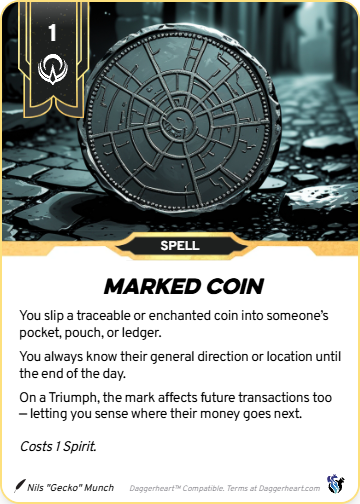 1
SPELL
MARKED COIN
You slip a traceable or enchanted coin into someone's
pocket, pouch, or ledger.
You always know their general direction or location until
the end of the day.
On a Triumph, the mark affects future transactions too
— letting you sense where their money goes next.
Costs 1 Spirit.
Nils "Gecko" Munch
Daggerheart™ Compatible. Terms at Daggerheart.com